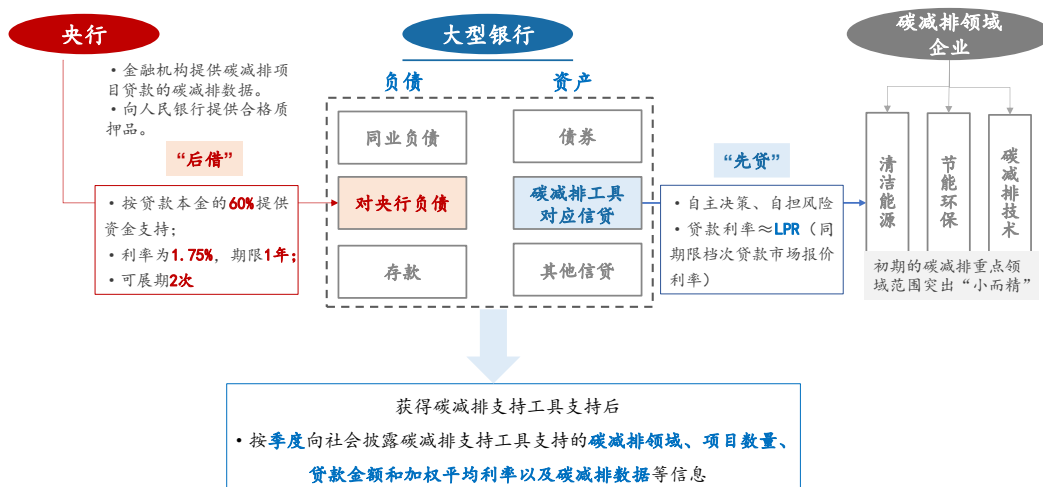 央行
大型银行
碳减排领域
企业
• 金融机构提供碳减排项
目贷款的碳减排数据。
• 向人民银行提供合格质
押品。
负债
资产
同业负债
债券
“后借”
“先贷”
• 按贷款本金的60%提供
资金支持；
• 利率为1.75%，期限1年；
• 可展期2次
对央行负债
碳减排工具
对应信贷
• 自主决策、自担风险
• 贷款利率≈LPR（同
期限档次贷款市场报价
利率）
清洁能源
节能环保
碳减排技术
存款
其他信贷
初期的碳减排重点领
域范围突出“小而精”
获得碳减排支持工具支持后
• 按季度向社会披露碳减排支持工具支持的碳减排领域、项目数量、
贷款金额和加权平均利率以及碳减排数据等信息